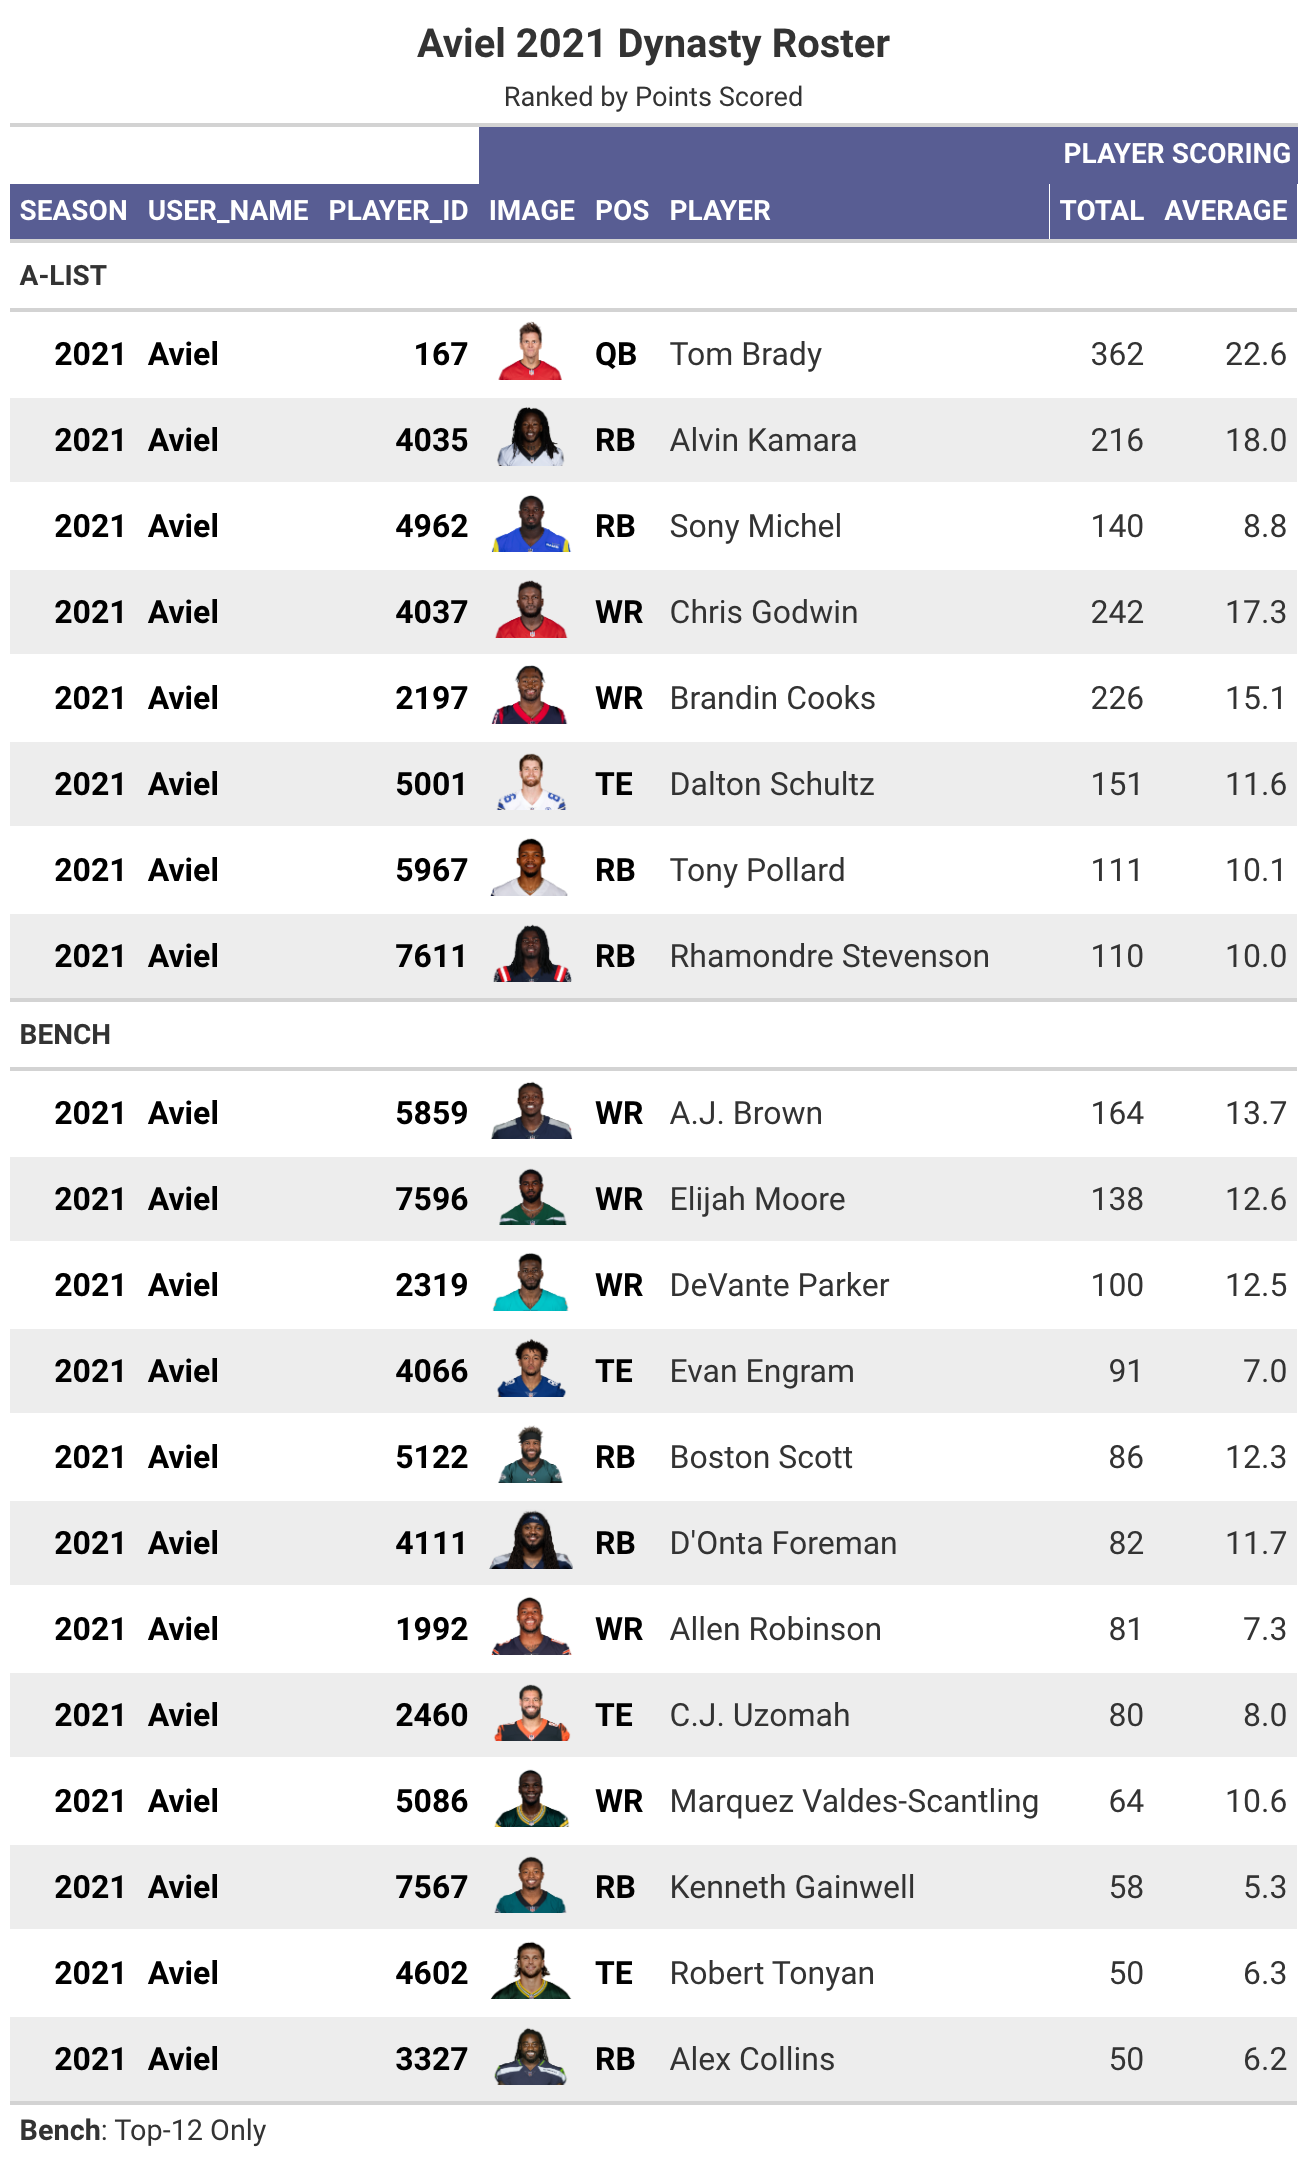 Aviel 2021 Dynasty Roster
Ranked by Points Scored
PLAYER SCORING
SEASON USER_NAME PLAYER_ID IMAGE POS PLAYER TOTAL AVERAGE
A-LIST
2021 Aviel 167 QB Tom Brady 362 22.6
2021 Aviel 4035 RB Alvin Kamara 216 18.0
2021 Aviel 4962 RB Sony Michel 140 8.8
2021 Aviel 4037 WR Chris Godwin 242 17.3
2021 Aviel 2197 WR Brandin Cooks 226 15.1
2021 Aviel 5001 TE Dalton Schultz 151 11.6
2021 Aviel 5967 RB Tony Pollard 111 10.1
2021 Aviel 7611 RB Rhamondre Stevenson 110 10.0
BENCH
2021 Aviel 5859 WR A.J. Brown 164 13.7
2021 Aviel 7596 WR Elijah Moore 138 12.6
2021 Aviel 2319 WR DeVante Parker 100 12.5
2021 Aviel 4066 TE Evan Engram 91 7.0
2021 Aviel 5122 RB Boston Scott 86 12.3
2021 Aviel 4111 RB D'Onta Foreman 82 11.7
2021 Aviel 1992 WR Allen Robinson 81 7.3
2021 Aviel 2460 TE C.J. Uzomah 80 8.0
2021 Aviel 5086 WR Marquez Valdes-Scantling 64 10.6
2021 Aviel 7567 RB Kenneth Gainwell 58 5.3
2021 Aviel 4602 TE Robert Tonyan 50 6.3
2021 Aviel 3327 RB Alex Collins 50 6.2
Bench: Top-12 Only